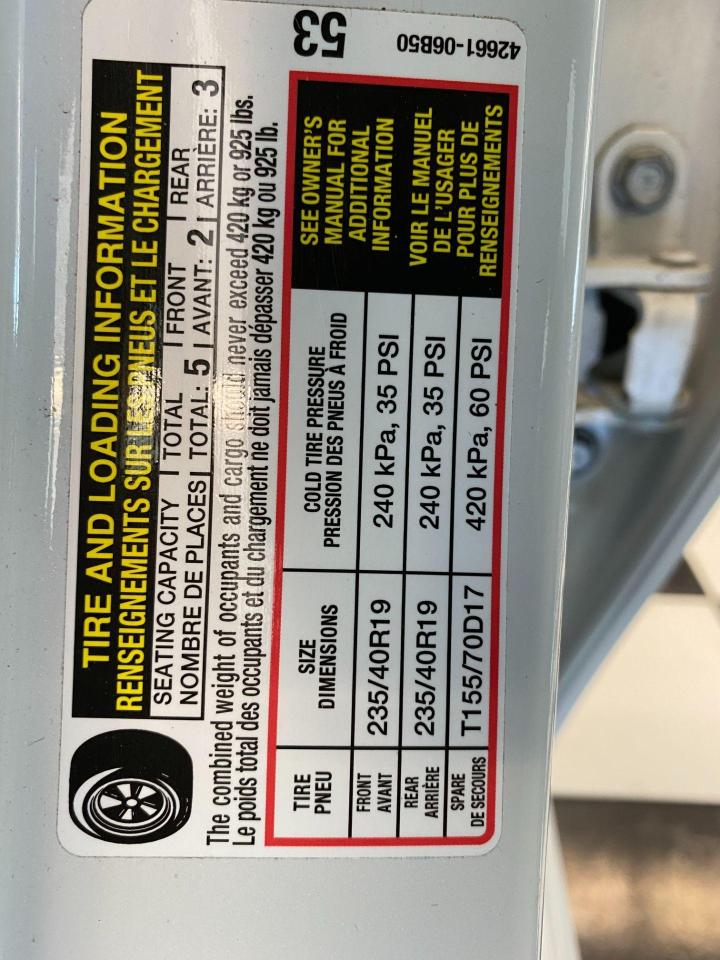 TIRE AND LOADING INFORMATION
RENSEIGNEMENTS SUR LES PNEUS ET LE CHARGEMENT
SEATING CAPACITY | TOTAL | FRONT | REAR
NOMBRE DE PLACES | TOTAL: 5 | AVANT: 2 | ARRIÈRE: 3
The combined weight of occupants and cargo should never exceed 420 kg or 925 lbs.
Le poids total des occupants et du chargement ne doit jamais dépasser 420 kg ou 925 lb.
TIRE
PNEU
SIZE
DIMENSIONS
COLD TIRE PRESSURE
PRESSION DES PNEUS À FROID
FRONT
AVANT
235/40R19
240 kPa, 35 PSI
REAR
ARRIÈRE
235/40R19
240 kPa, 35 PSI
SPARE
DE SECOURS
T155/70D17
420 kPa, 60 PSI
SEE OWNER'S
MANUAL FOR
ADDITIONAL
INFORMATION
VOIR LE MANUEL
DE L'USAGER
POUR PLUS DE
RENSEIGNEMENTS
53
42661-06B50